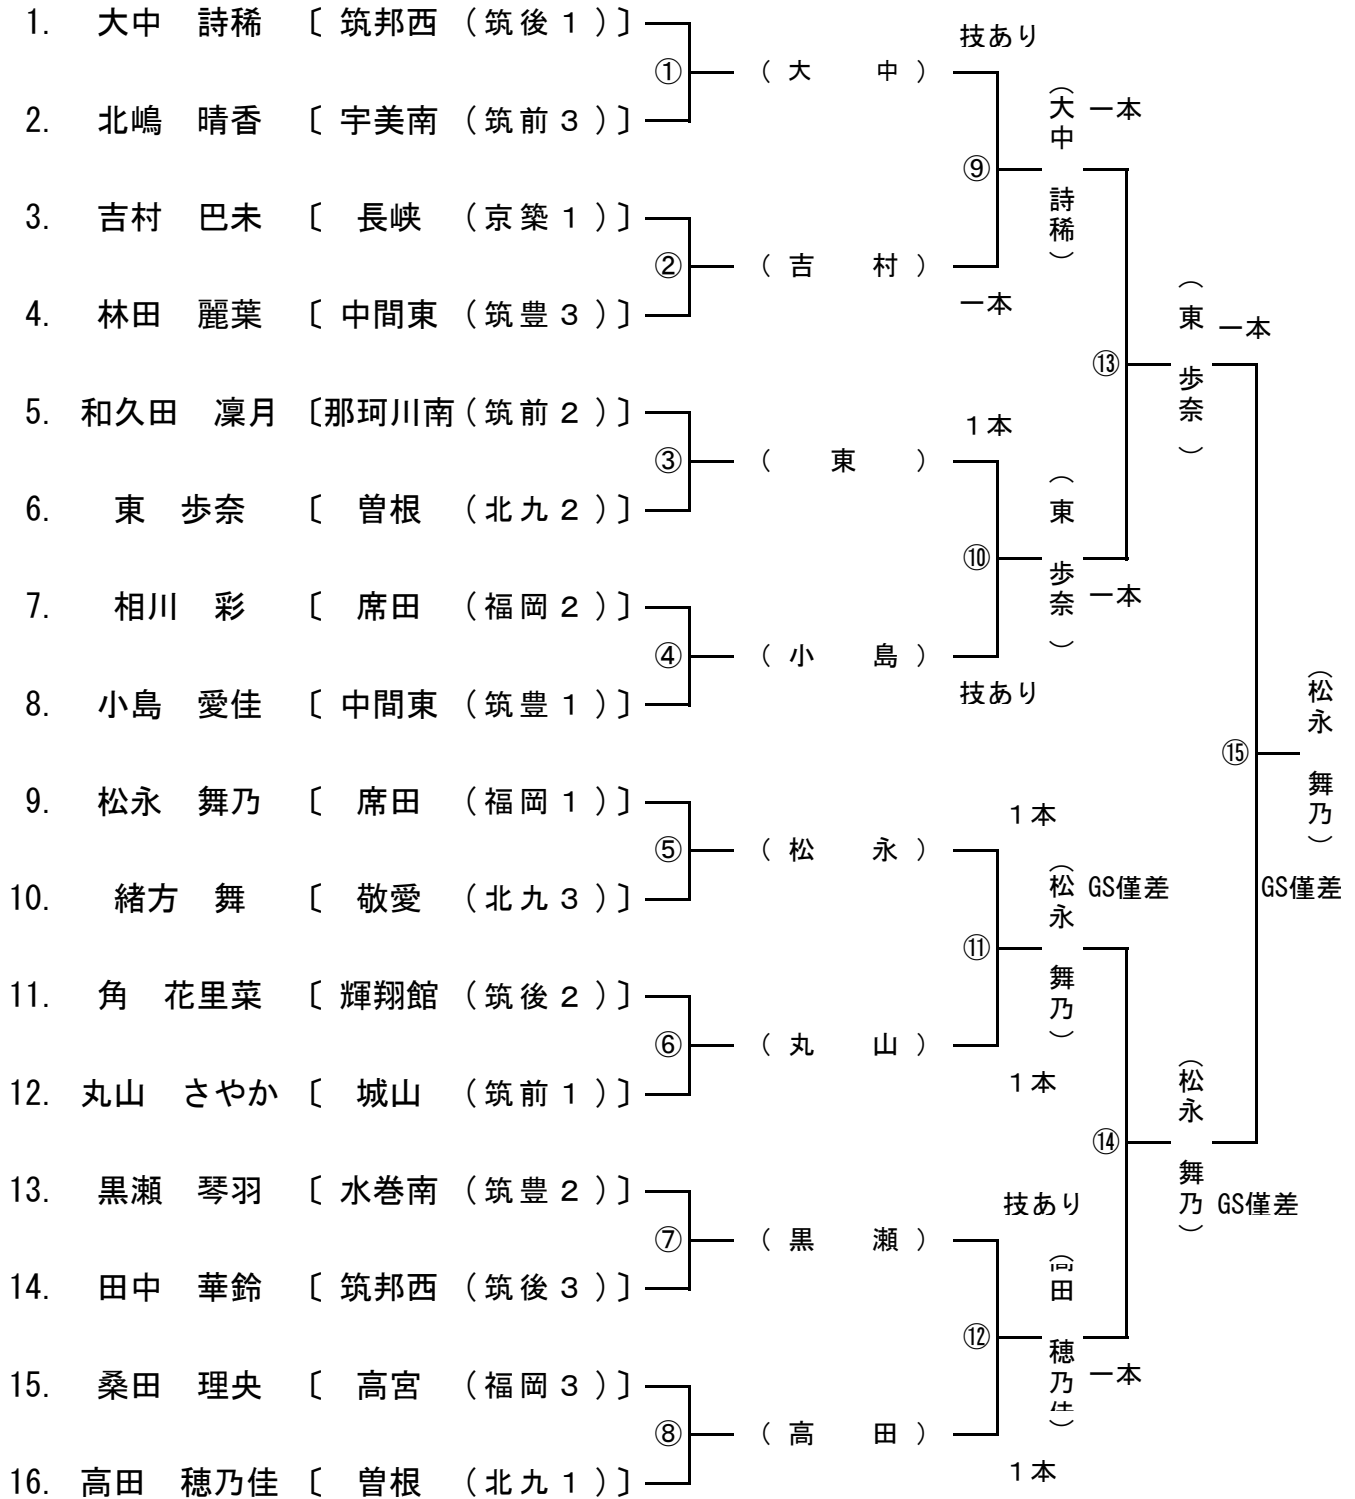 1. 大中 詩稀 〔 筑邦西 （筑後１）〕
2. 北嶋 晴香 〔 宇美南 （筑前３）〕
3. 吉村 巴未 〔 長峡 （京築１）〕
4. 林田 麗葉 〔 中間東 （筑豊３）〕
5. 和久田 凜月 〔那珂川南（筑前２）〕
6. 東 歩奈 〔 曽根 （北九２）〕
7. 相川 彩 〔 席田 （福岡２）〕
8. 小島 愛佳 〔 中間東 （筑豊１）〕
9. 松永 舞乃 〔 席田 （福岡１）〕
10. 緒方 舞 〔 敬愛 （北九３）〕
11. 角 花里菜 〔 輝翔館 （筑後２）〕
12. 丸山 さやか 〔 城山 （筑前１）〕
13. 黒瀬 琴羽 〔 水巻南 （筑豊２）〕
14. 田中 華鈴 〔 筑邦西 （筑後３）〕
15. 桑田 理央 〔 高宮 （福岡３）〕
16. 高田 穂乃佳 〔 曽根 （北九１）〕
① （ 大 中 ）
② （ 吉 村 ）
③ （ 東 ）
④ （ 小 島 ）
⑤ （ 松 永 ）
⑥ （ 丸 山 ）
⑦ （ 黒 瀬 ）
⑧ （ 高 田 ）
技あり
⑨
一本
１本
⑩
技あり
１本
⑪
１本
技あり
⑫
１本
（大中 詩稀）
一本
⑬
（東 歩奈）
一本
（松永 舞乃）
GS僅差
⑭
（高田 穂乃佳）
一本
（東 歩奈）
一本
⑮
GS僅差
（松永 舞乃）
GS僅差
（松永 舞乃）